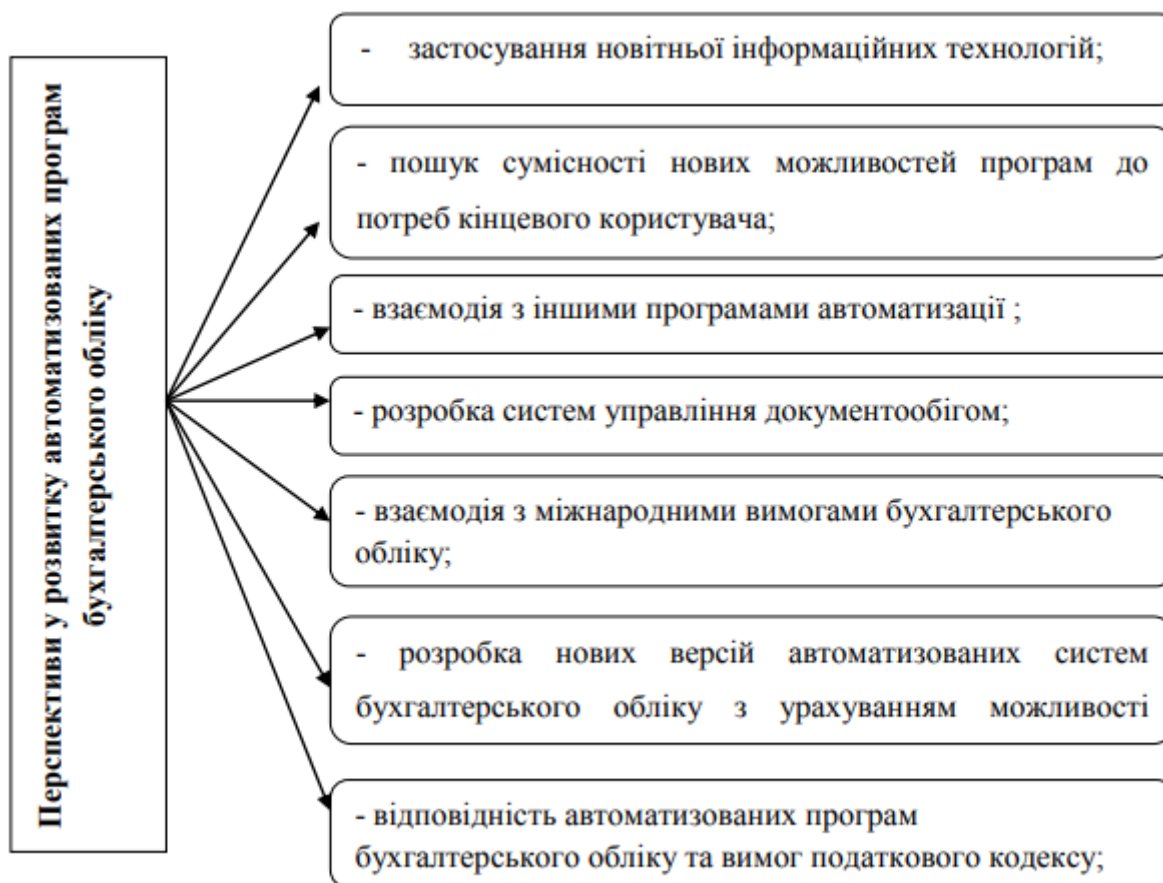 Перспективи у розвитку автоматизованих програм
бухгалтерського обліку
- застосування новітньої інформаційних технологій;
- пошук сумісності нових можливостей програм до
потреб кінцевого користувача;
- взаємодія з іншими програмами автоматизації ;
- розробка систем управління документообігом;
- взаємодія з міжнародними вимогами бухгалтерського
обліку;
- розробка нових версій автоматизованих систем
бухгалтерського обліку з урахуванням можливості
- відповідність автоматизованих програм
бухгалтерського обліку та вимог податкового кодексу;